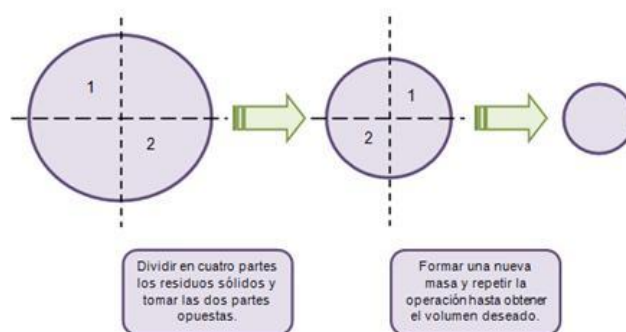 1
2
1
2
Dividir en cuatro partes
los residuos sólidos y
tomar las dos partes
opuestas.
Formar una nueva
masa y repetir la
operación hasta obtener
el volumen deseado.